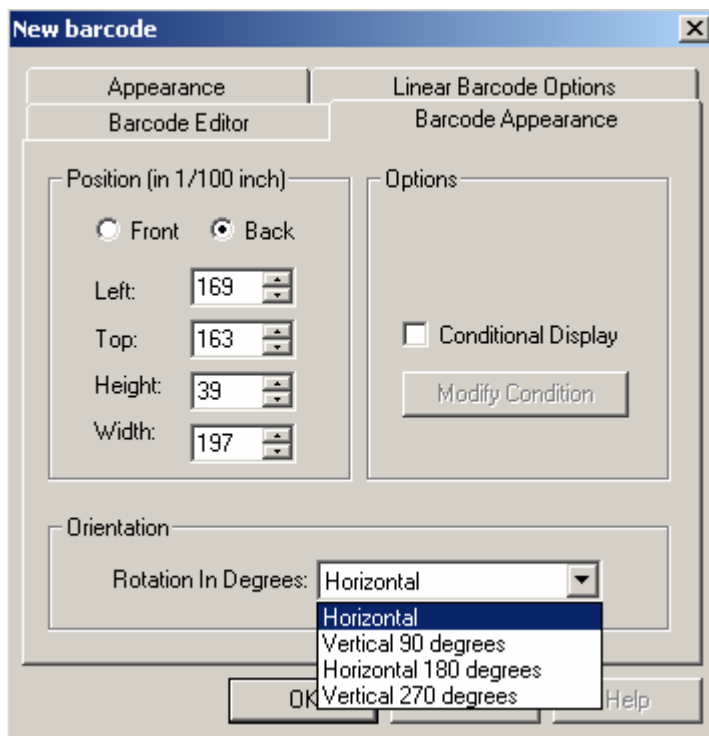 New barcode
Appearance
Linear Barcode Options
Barcode Editor
Barcode Appearance
Position (in 1/100 inch)
Front
Back
Left:
169
Top:
163
Height:
39
Width:
197
Options
Conditional Display
Modify Condition
Orientation
Rotation In Degrees:
Horizontal
Horizontal
Vertical 90 degrees
Horizontal 180 degrees
Vertical 270 degrees
OK
Help